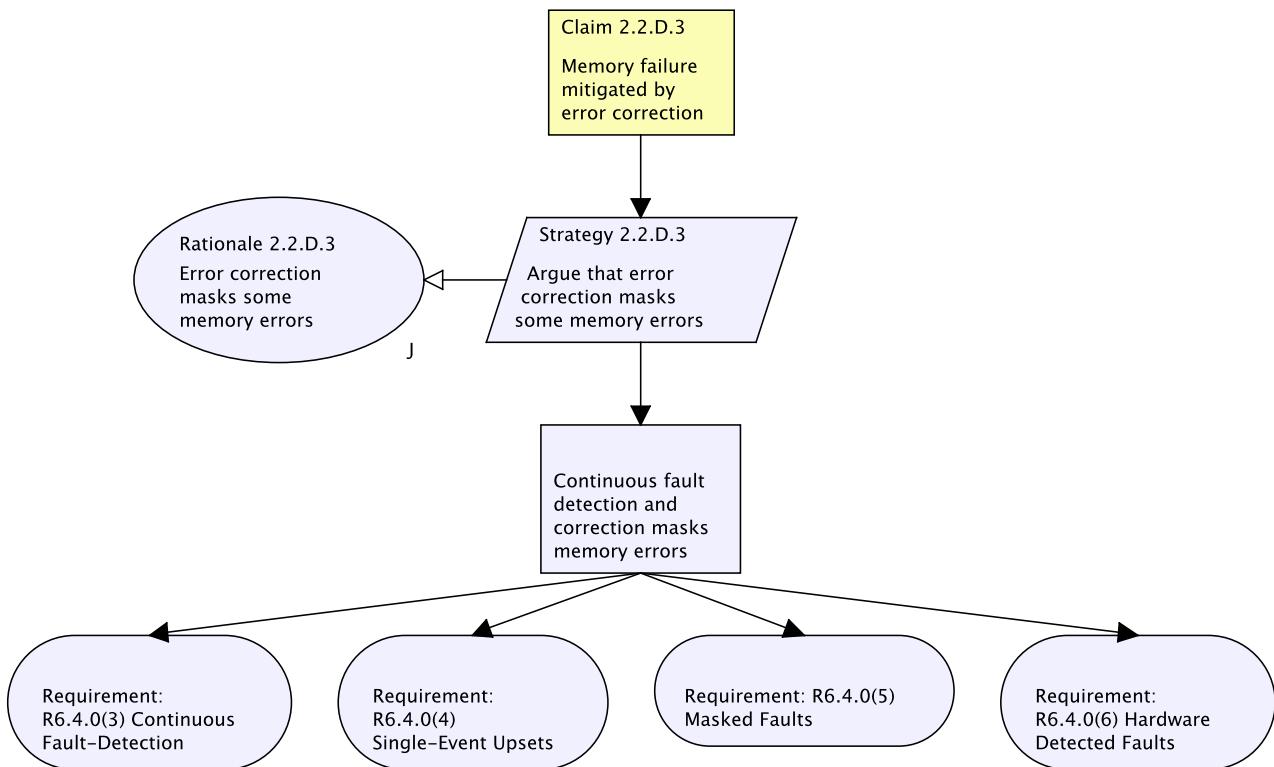 Claim 2.2.D.3
Memory failure
mitigated by
error correction
Strategy 2.2.D.3
Argue that error
correction masks
some memory errors
Rationale 2.2.D.3
Error correction
masks some
memory errors
J
Continuous fault
detection and
correction masks
memory errors
Requirement:
R6.4.0(3) Continuous
Fault-Detection
Requirement:
R6.4.0(4)
Single-Event Upsets
Requirement: R6.4.0(5)
Masked Faults
Requirement:
R6.4.0(6) Hardware
Detected Faults